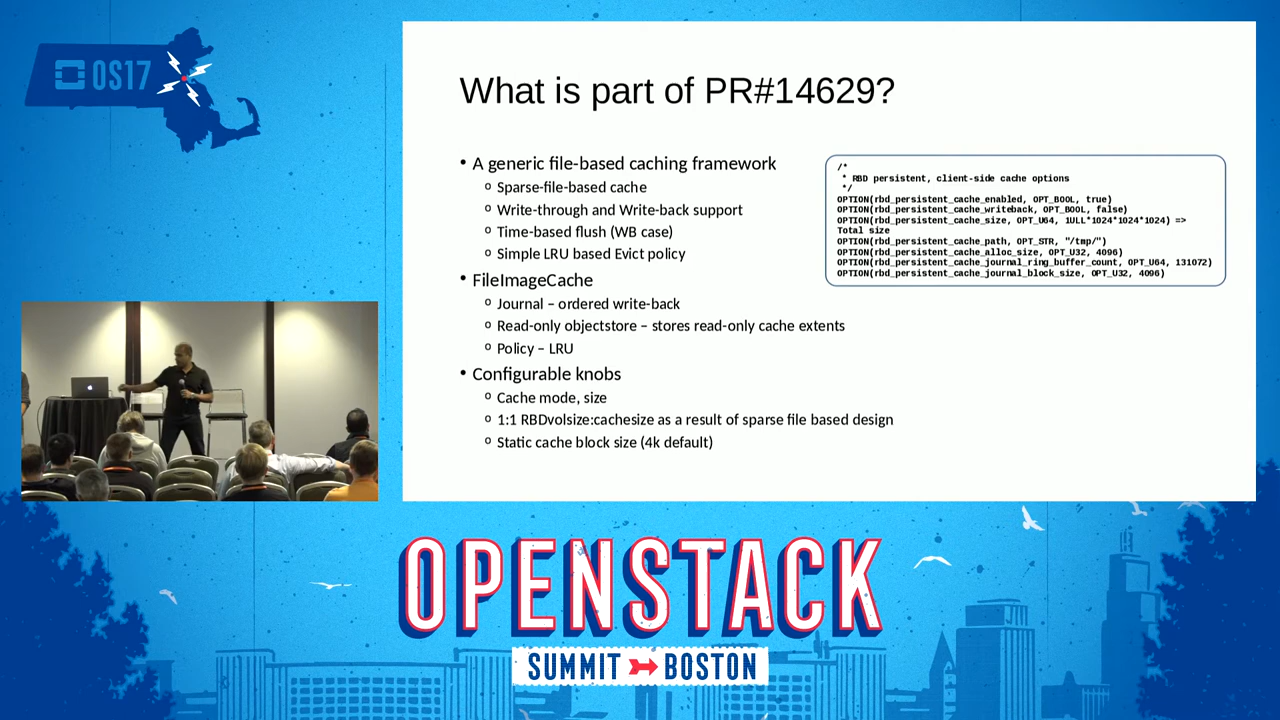 OS17
What is part of PR#14629?
• A generic file-based caching framework
o Sparse-file-based cache
o Write-through and Write-back support
o Time-based flush (WB case)
o Simple LRU based Evict policy
• FileImageCache
o Journal – ordered write-back
o Read-only objectstore – stores read-only cache extents
o Policy – LRU
• Configurable knobs
o Cache mode, size
o 1:1 RBDvolsize:cachesize as a result of sparse file based design
o Static cache block size (4k default)
/*
* RBD persistent, client-side cache options
*/
OPTION(rbd_persistent_cache_enabled, OPT_BOOL, true)
OPTION(rbd_persistent_cache_writeback, OPT_BOOL, false)
OPTION(rbd_persistent_cache_size, OPT_U64, 1ULL*1024*1024*1024) =>
Total size
OPTION(rbd_persistent_cache_path, OPT_STR, "/tmp/")
OPTION(rbd_persistent_cache_alloc_size, OPT_U32, 4096)
OPTION(rbd_persistent_cache_journal_ring_buffer_count, OPT_U64, 131072)
OPTION(rbd_persistent_cache_journal_block_size, OPT_U32, 4096)
OPENSTACK
SUMMIT BOSTON